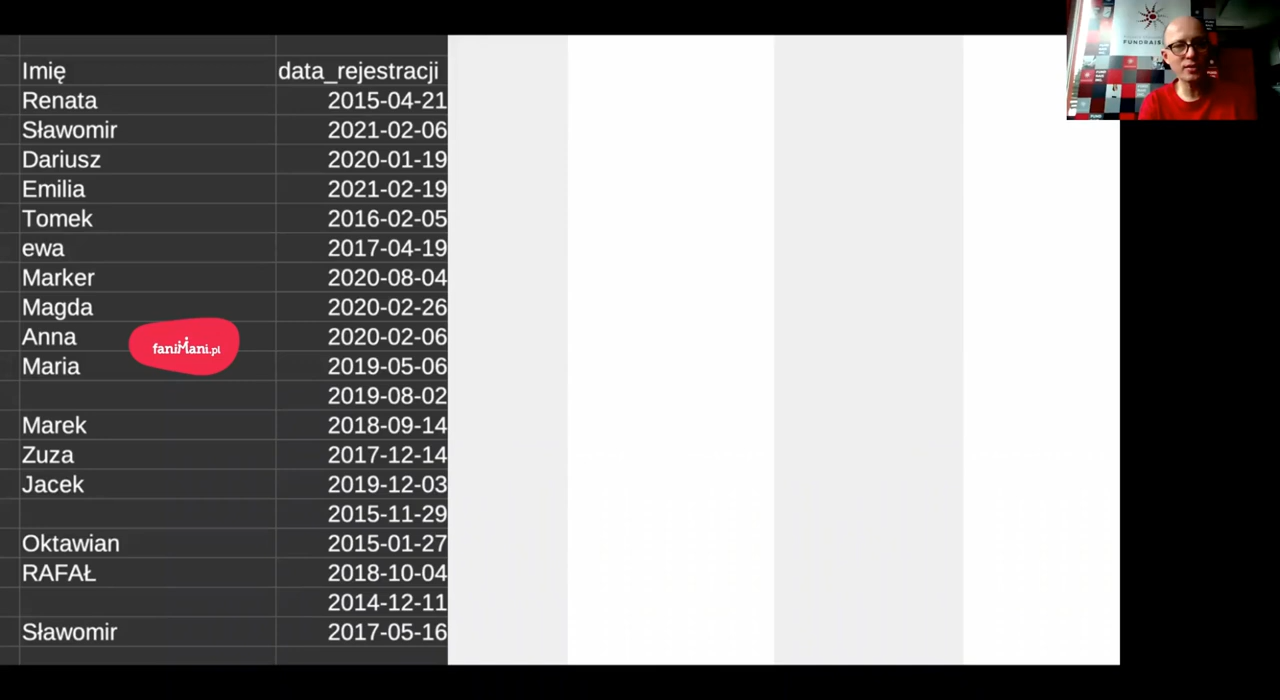 Imię data_rejestracji
Renata 2015-04-21
Sławomir 2021-02-06
Dariusz 2020-01-19
Emilia 2021-02-19
Tomek 2016-02-05
ewa 2017-04-19
Marker 2020-08-04
Magda 2020-02-26
Anna 2020-02-06
faniMani.pl
Maria 2019-05-06
2019-08-02
Marek 2018-09-14
Zuza 2017-12-14
Jacek 2019-12-03
2015-11-29
Oktawian 2015-01-27
RAFAŁ 2018-10-04
2014-12-11
Sławomir 2017-05-16